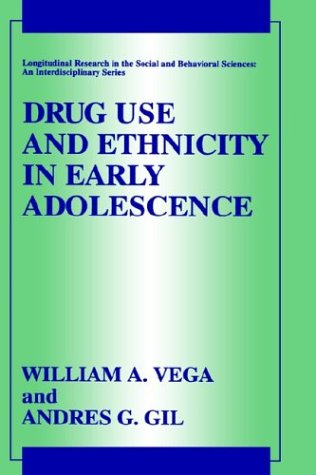 Longitudinal Research in the Social and Behavioral Sciences:
An Interdisciplinary Series
DRUG USE
AND ETHNICITY
IN EARLY
ADOLESCENCE
WILLIAM A. VEGA
and
ANDRES G. GIL